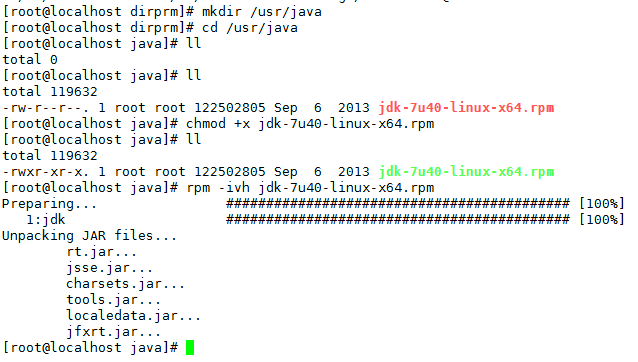 [root@localhost dirprm]# mkdir /usr/java
[root@localhost dirprm]# cd /usr/java
[root@localhost java]# ll
total 0
[root@localhost java]# ll
total 119632
-rw-r--r--. 1 root root 122502805 Sep  6  2013 jdk-7u40-linux-x64.rpm
[root@localhost java]# chmod +x jdk-7u40-linux-x64.rpm
[root@localhost java]# ll
total 119632
-rwxr-xr-x. 1 root root 122502805 Sep  6  2013 jdk-7u40-linux-x64.rpm
[root@localhost java]# rpm -ivh jdk-7u40-linux-x64.rpm
Preparing...                ########################################### [100%]
   1:jdk                    ########################################### [100%]
Unpacking JAR files...
        rt.jar...
        jsse.jar...
        charsets.jar...
        tools.jar...
        localedata.jar...
        jfxrt.jar...
[root@localhost java]#